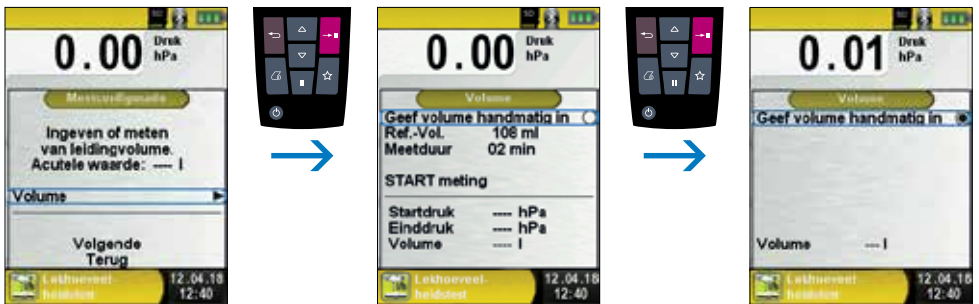 0.00 Druk
hPa
Meetcondigmade
Ingeven of meten
van leidingvolume.
Acutele waarde: ---- l
Volume
Volgende
Terug
Lekhoeveel-
heidstest
12.04.18
12:40
0.00 Druk
hPa
Volume
Geef volume handmatig in
Ref.-Vol. 108 ml
Meetduur 02 min
START meting
Startdruk ---- hPa
Einddruk ---- hPa
Volume ---- l
Lekhoeveel-
heidstest
12.04.18
12:40
0.01 Druk
hPa
Volume
Geef volume handmatig in
Volume --- l
Lekhoeveel-
heidstest
12.04.18
12:40